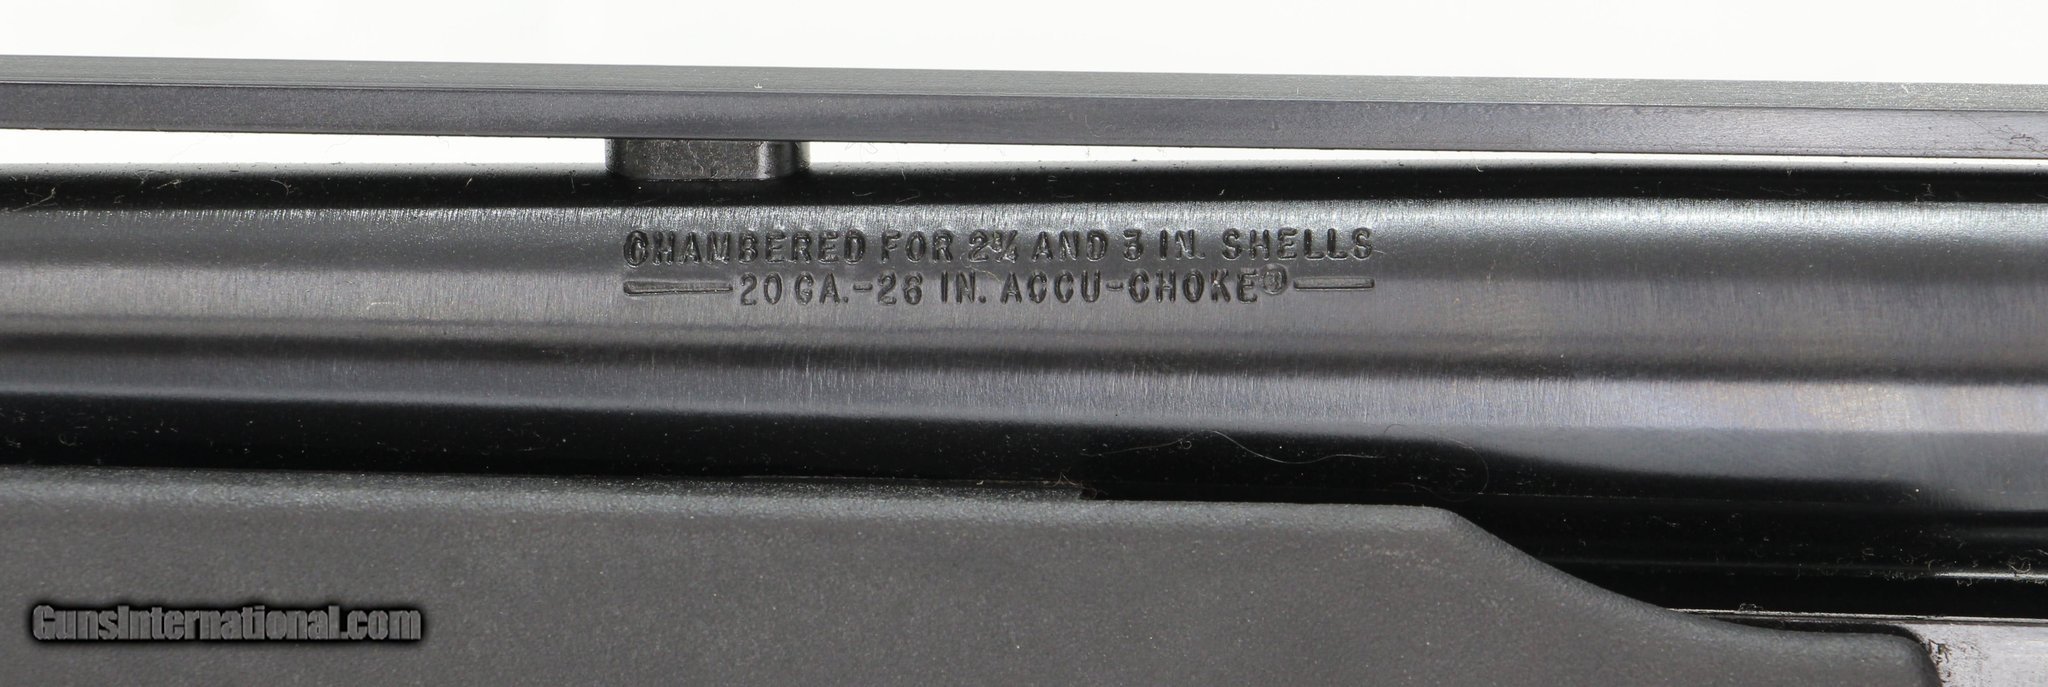 CHAMBERED FOR 2¾ AND 3 IN. SHELLS
20 GA.-26 IN. ACCU-CHOKE®
GunsInternational.com